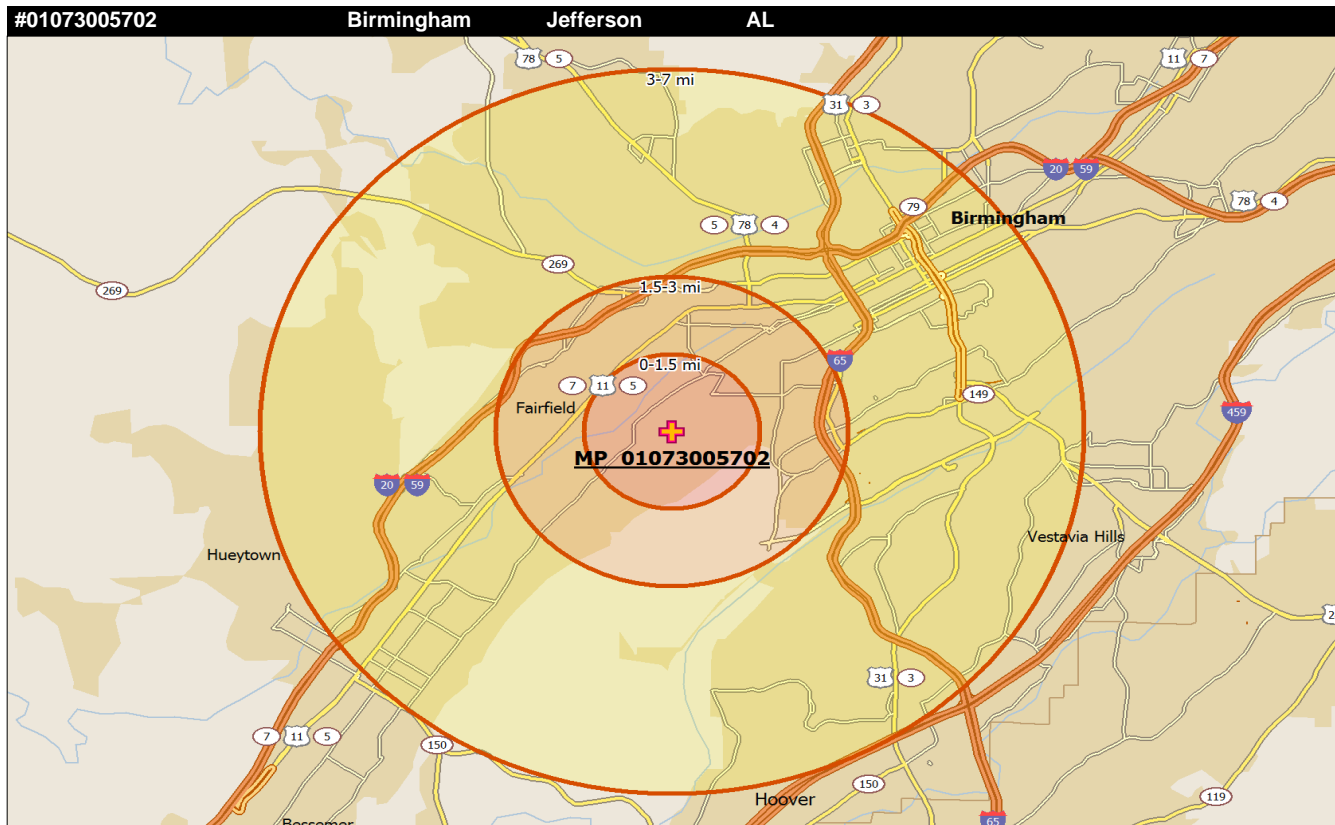 #01073005702 Birmingham Jefferson AL
78 5
11 7
3-7 mi
31 3
20 59
78 4
79
Birmingham
5 78 4
269
269
1.5-3 mi
0-1.5 mi
65
7 11 5
149
Fairfield
459
MP 01073005702
20 59
Vestavia Hills
Hueytown
2
31 3
7 11 5
150
150
Hoover
119
65
Bessemer